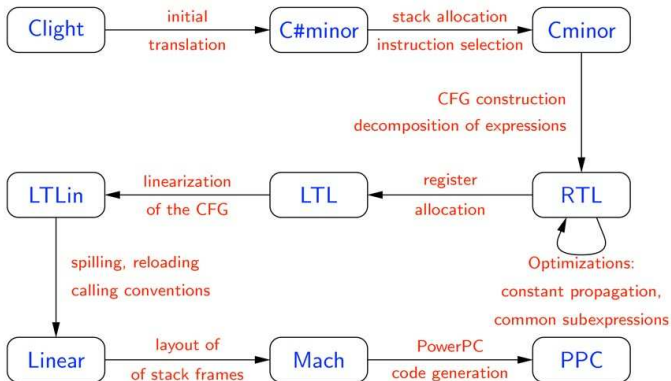 Clight
initial
translation
C#minor
stack allocation
instruction selection
Cminor
CFG construction
decomposition of expressions
LTLin
linearization
of the CFG
LTL
register
allocation
RTL
Optimizations:
constant propagation,
common subexpressions
spilling, reloading
calling conventions
Linear
layout of
of stack frames
Mach
PowerPC
code generation
PPC